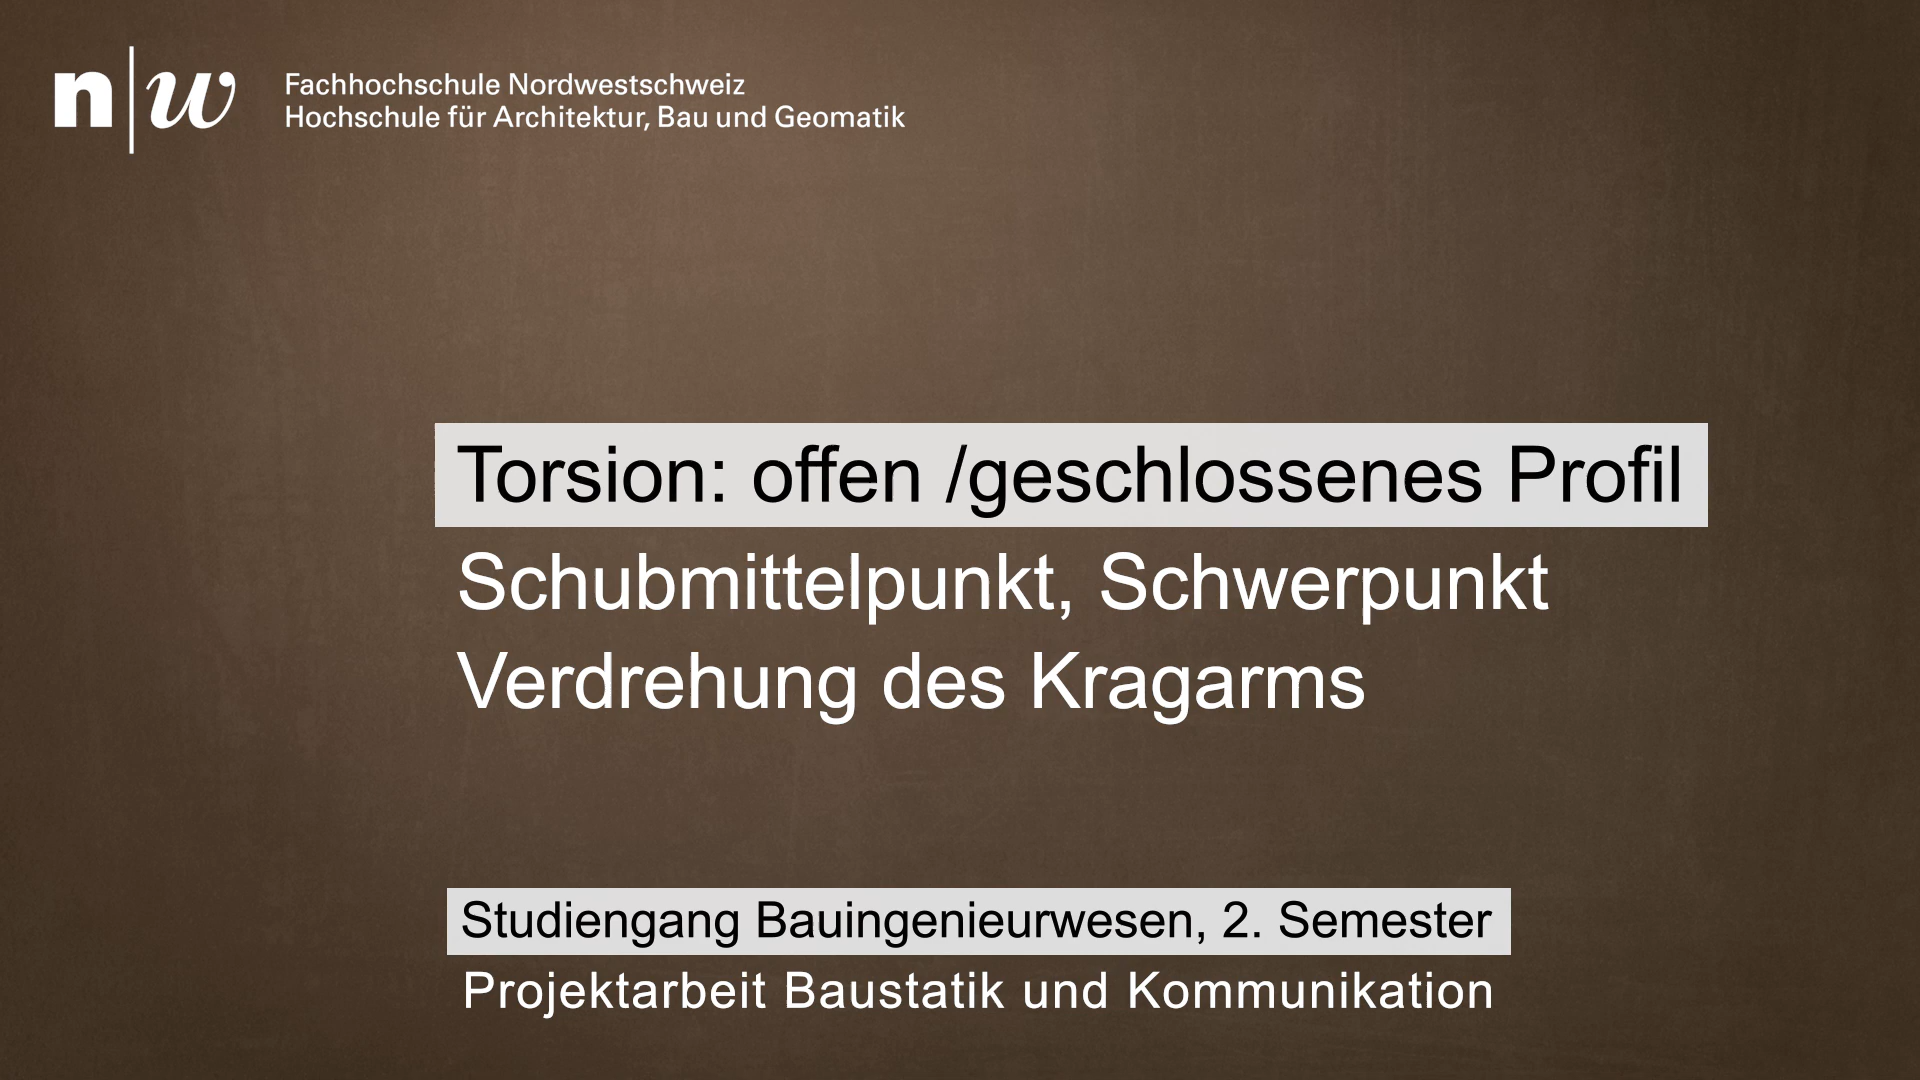 n|w
Fachhochschule Nordwestschweiz
Hochschule für Architektur, Bau und Geomatik
Torsion: offen /geschlossenes Profil
Schubmittelpunkt, Schwerpunkt
Verdrehung des Kragarms
Studiengang Bauingenieurwesen, 2. Semester
Projektarbeit Baustatik und Kommunikation